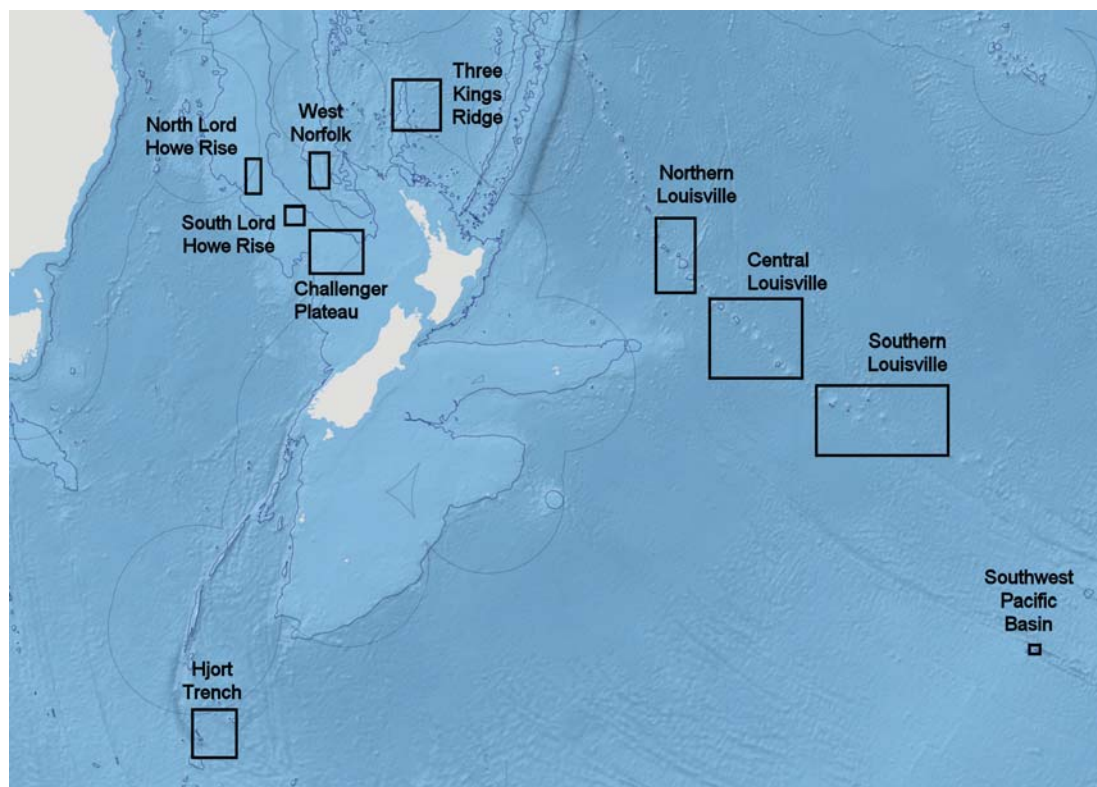 Three
Kings
Ridge
West
Norfolk
North Lord
Howe Rise
South Lord
Howe Rise
Challenger
Plateau
Northern
Louisville
Central
Louisville
Southern
Louisville
Southwest
Pacific
Basin
Hjort
Trench